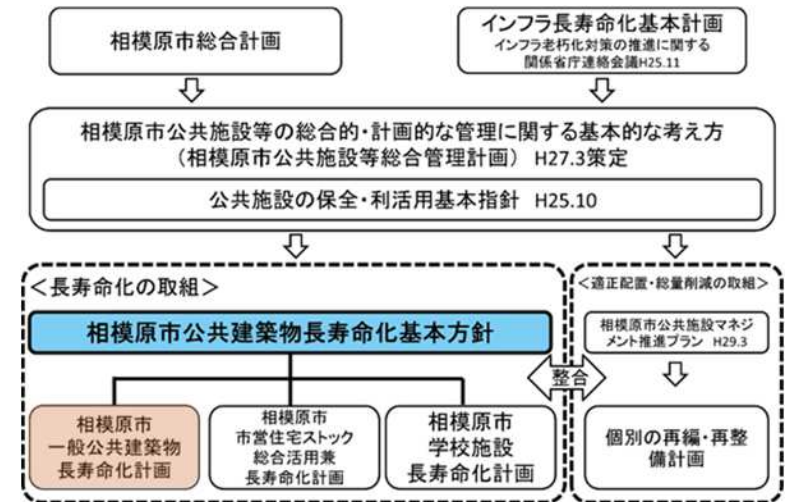 相模原市総合計画
インフラ長寿命化基本計画
インフラ老朽化対策の推進に関する
関係省庁連絡会議H25.11
相模原市公共施設等の総合的・計画的な管理に関する基本的な考え方
（相模原市公共施設等総合管理計画） H27.3策定
公共施設の保全・利活用基本指針 H25.10
＜長寿命化の取組＞
相模原市公共建築物長寿命化基本方針
相模原市
一般公共建築物
長寿命化計画
相模原市
市営住宅ストック
総合活用兼
長寿命化計画
相模原市
学校施設
長寿命化計画
整合
＜適正配置・総量削減の取組＞
相模原市公共施設マネジ
メント推進プラン H29.3
個別の再編・再整
備計画